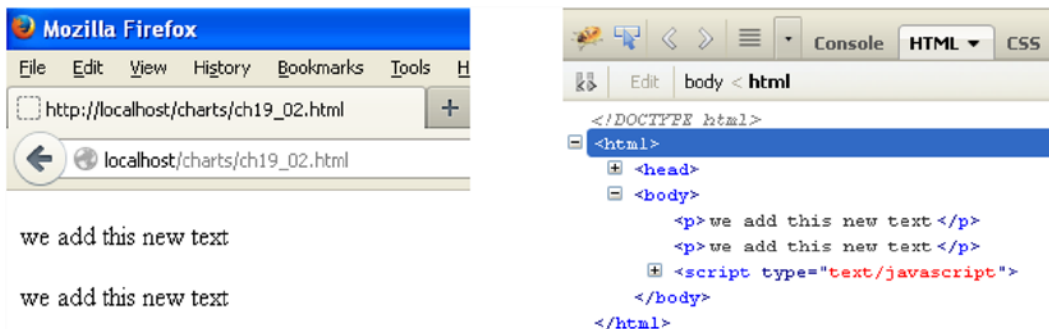 Mozilla Firefox
File Edit View History Bookmarks Tools H
http://localhost/charts/ch19_02.html +
localhost/charts/ch19_02.html
we add this new text
we add this new text
Console HTML CSS
Edit body < html
<!DOCTYPE html>
<html>
<head>
<body>
<p>we add this new text</p>
<p>we add this new text</p>
<script type="text/javascript">
</body>
</html>